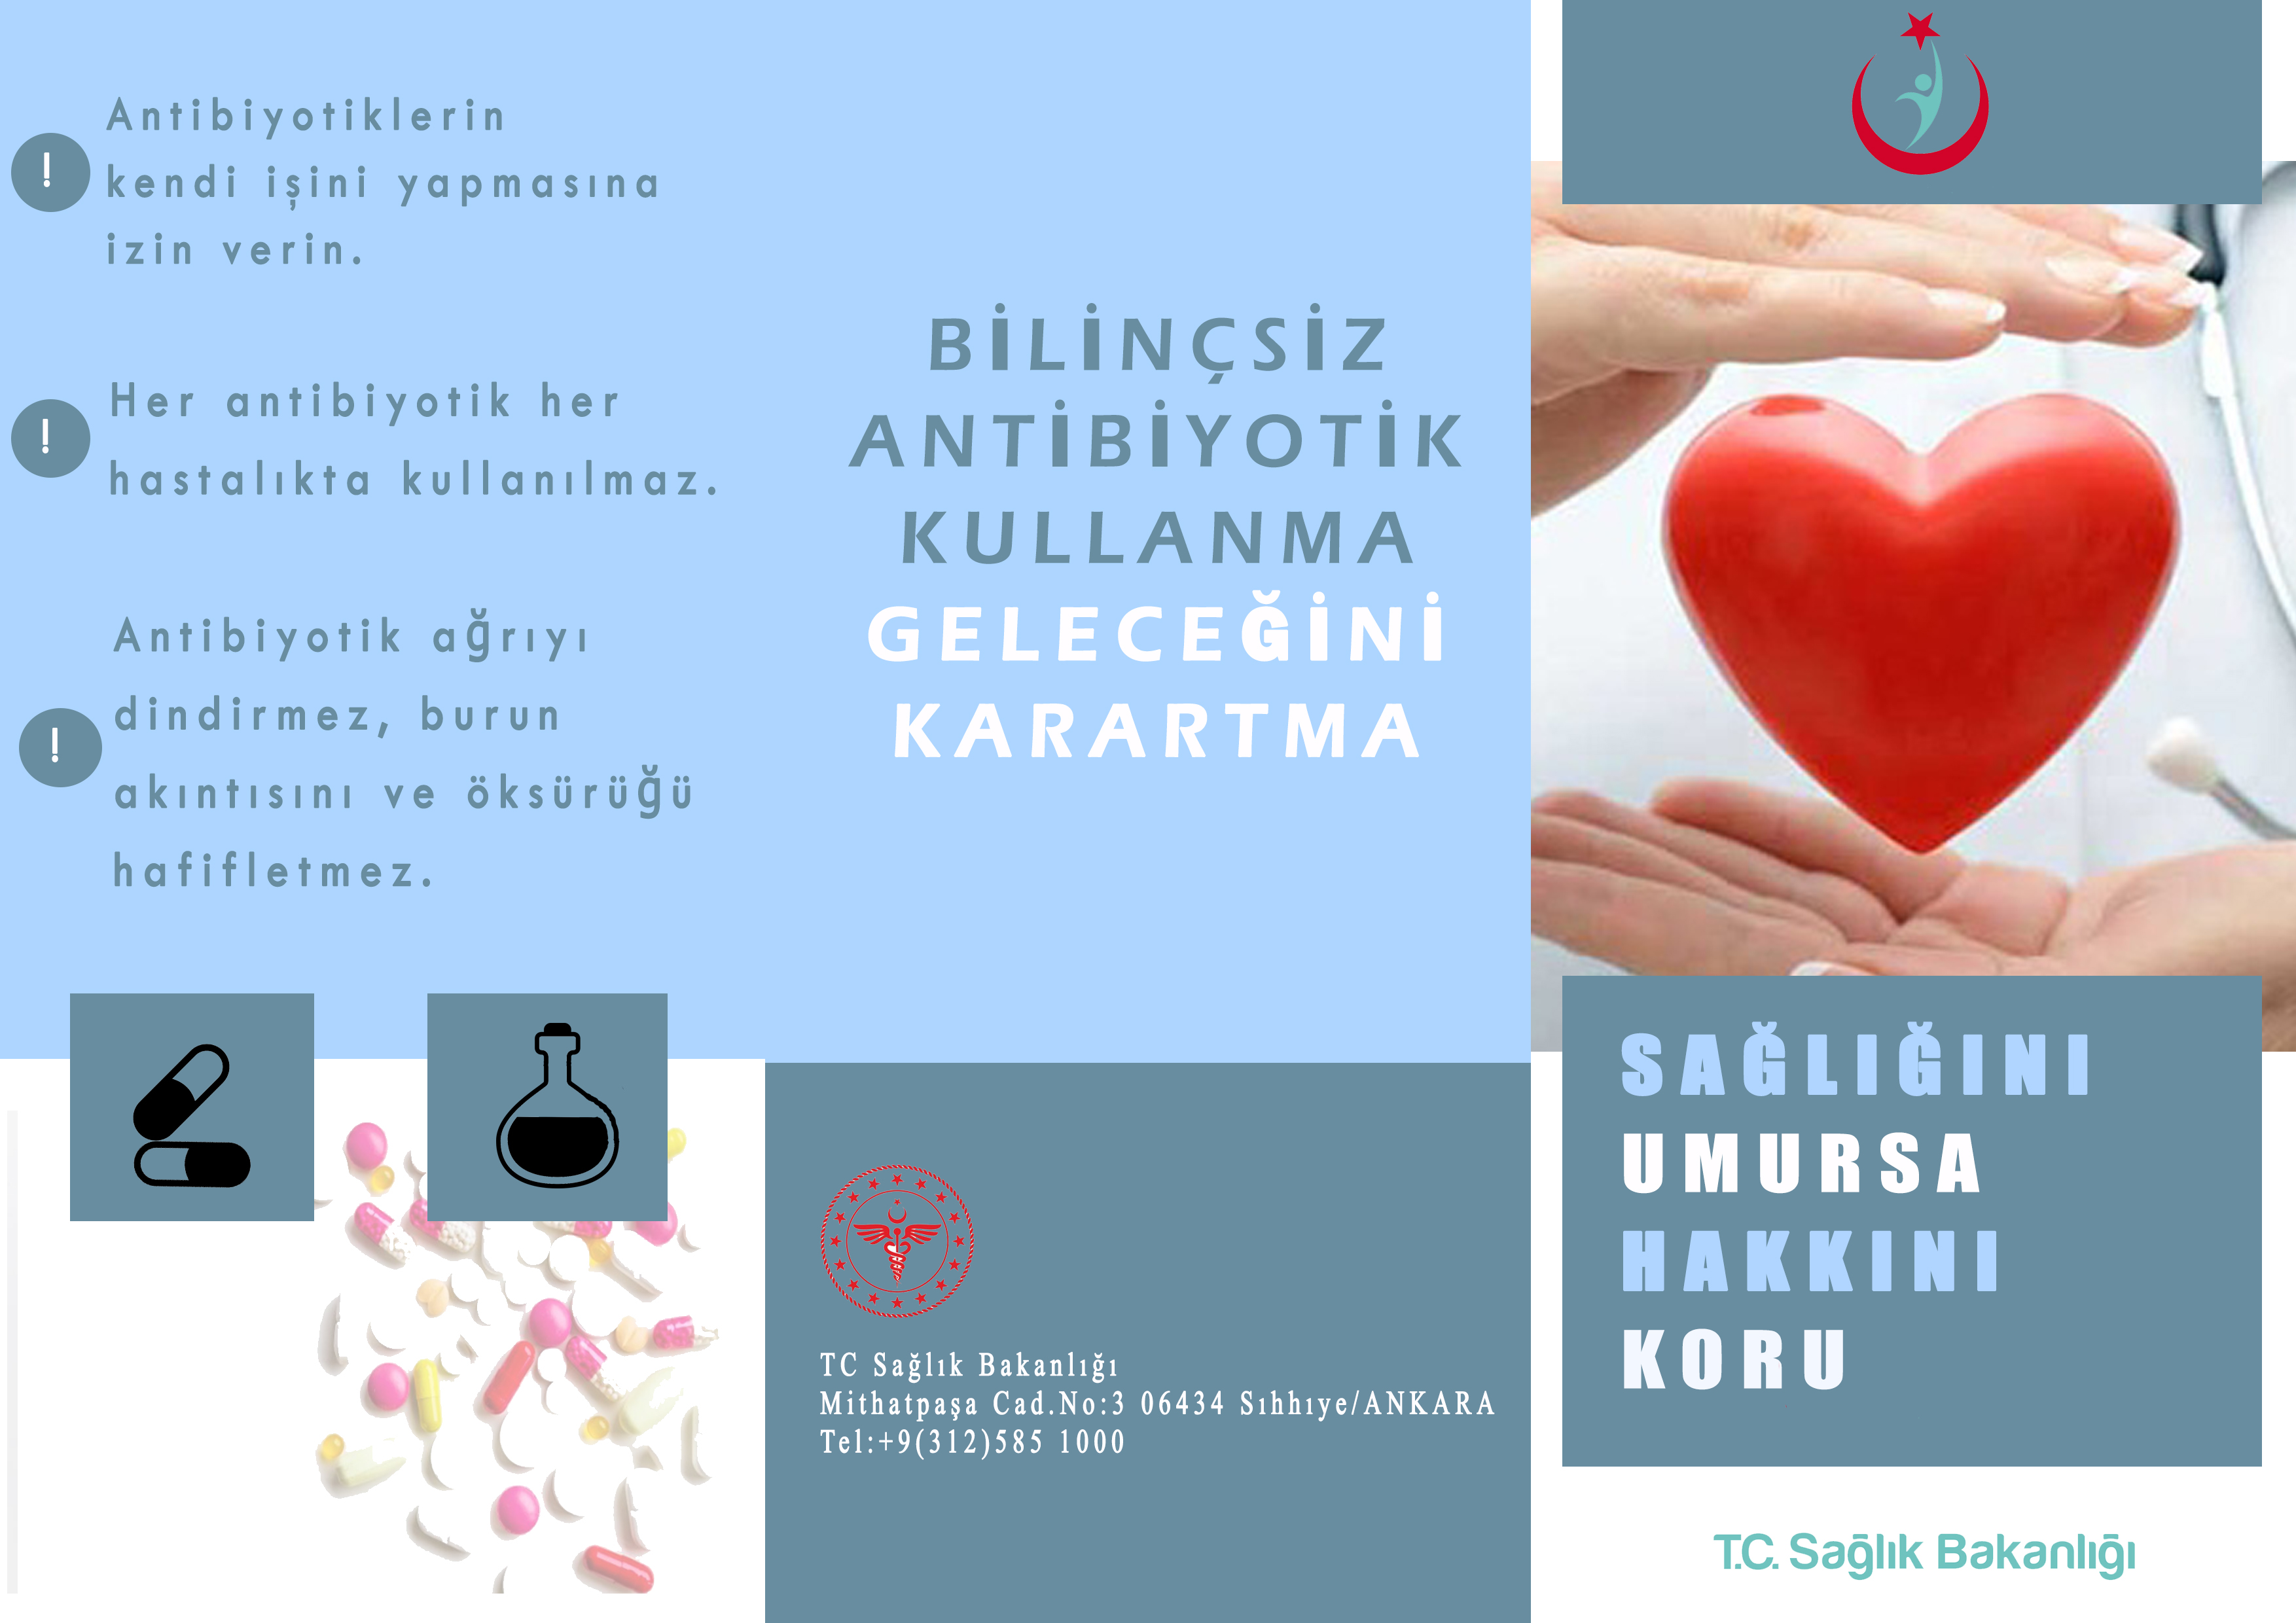 !
Antibiyotiklerin
kendi işini yapmasına
izin verin.
!
Her antibiyotik her
hastalıkta kullanılmaz.
!
Antibiyotik ağrıyı
dindirmez, burun
akıntısını ve öksürüğü
hafifletmez.
BİLİNÇSİZ
ANTİBİYOTİK
KULLANMA
GELECEĞİNİ
KARARTMA
TC Sağlık Bakanlığı
Mithatpaşa Cad.No:3 06434 Sıhhıye/ANKARA
Tel:+9(312)585 1000
SAĞLIĞINI
UMURSA
HAKKINI
KORU
T.C. Sağlık Bakanlığı